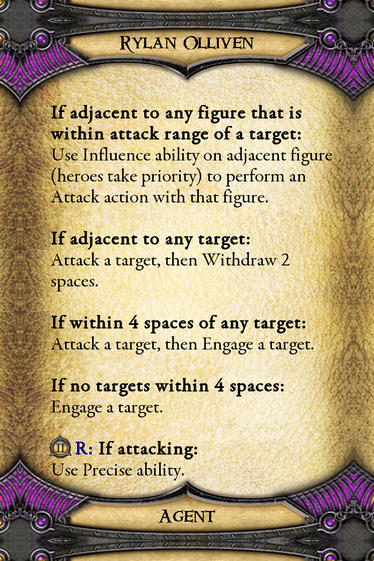 Rylan Olliven
If adjacent to any figure that is
within attack range of a target:
Use Influence ability on adjacent figure
(heroes take priority) to perform an
Attack action with that figure.
If adjacent to any target:
Attack a target, then Withdraw 2
spaces.
If within 4 spaces of any target:
Attack a target, then Engage a target.
If no targets within 4 spaces:
Engage a target.
II R: If attacking:
Use Precise ability.
Agent